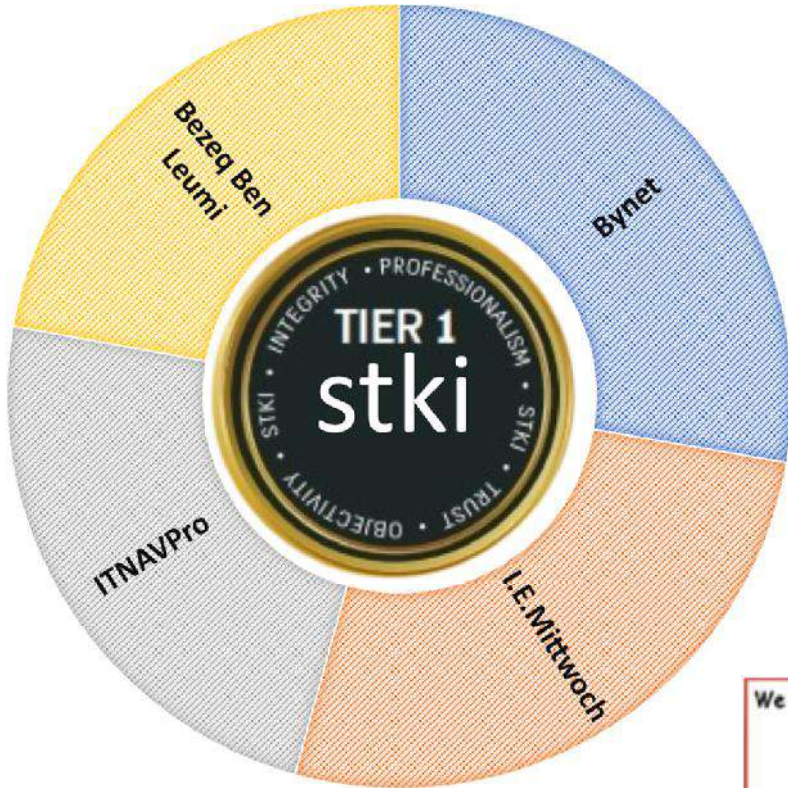 Bezeq Ben
Leumi
Bynet
• PROFESSIONALISM • STKI • TRUST • OBJECTIVITY • STKI • INTEGRITY
TIER 1
stki
ITNAVPro
I.E.Mittwoch
We